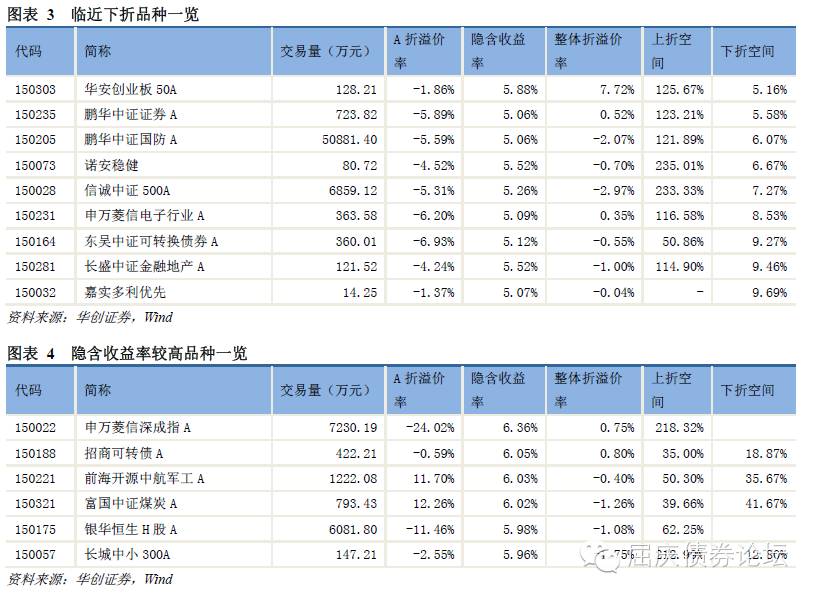 图表 3 临近下折品种一览
代码 简称 交易量（万元） A 折溢价率 隐含收益率 整体折溢价率 上折空间 下折空间
150303 华安创业板 50A 128.21 -1.86% 5.88% 7.72% 125.67% 5.16%
150235 鹏华中证证券 A 723.82 -5.89% 5.06% 0.52% 123.21% 5.58%
150205 鹏华中证国防 A 50881.40 -5.59% 5.06% -2.07% 121.89% 6.07%
150073 诺安稳健 80.72 -4.52% 5.52% -0.70% 235.01% 6.67%
150028 信诚中证 500A 6859.12 -5.31% 5.26% -2.97% 233.33% 7.27%
150231 申万菱信电子行业 A 363.58 -6.20% 5.09% 0.35% 116.58% 8.53%
150164 东吴中证可转换债券 A 360.01 -6.93% 5.12% -0.55% 50.86% 9.27%
150281 长盛中证金融地产 A 121.52 -4.24% 5.52% -1.00% 114.90% 9.46%
150032 嘉实多利优先 14.25 -1.37% 5.07% -0.04% - 9.69%
资料来源：华创证券，Wind
图表 4 隐含收益率较高品种一览
代码 简称 交易量（万元） A 折溢价率 隐含收益率 整体折溢价率 上折空间 下折空间
150022 申万菱信深成指 A 7230.19 -24.02% 6.36% 0.75% 218.32%
150188 招商可转债 A 422.21 -0.59% 6.05% 0.80% 35.00% 18.87%
150221 前海开源中航军工 A 1222.08 11.70% 6.03% -0.40% 50.30% 35.67%
150321 富国中证煤炭 A 793.43 12.26% 6.02% -1.26% 39.66% 41.67%
150175 银华恒生 H 股 A 6081.80 -11.46% 5.98% -1.08% 62.25%
150057 长城中小 300A 147.21 -2.55% 5.96%
屈庆债券论坛
资料来源：华创证券，Wind